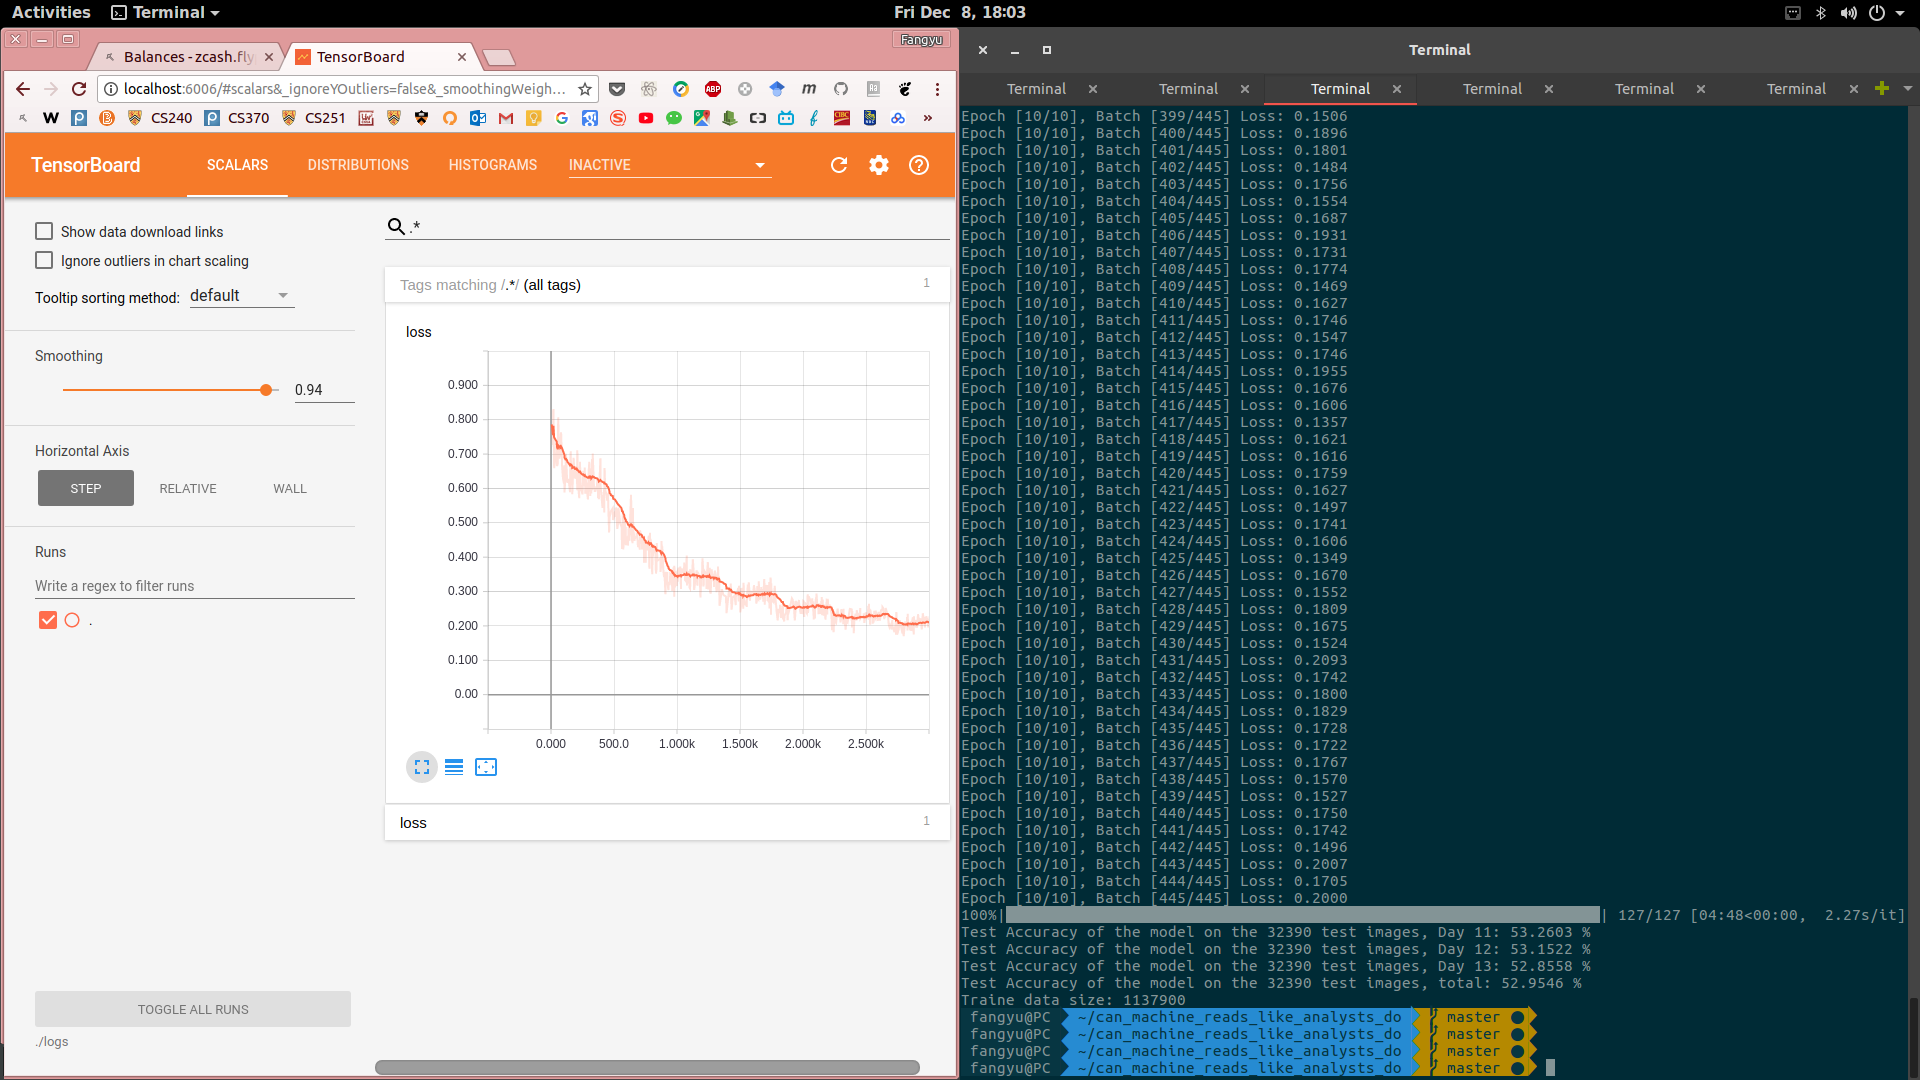 Activities
Terminal
Fri Dec 8, 18:03
Fangyu
Balances - zcash.fly
TensorBoard
localhost:6006/#scalars&_ignoreYOutliers=false&_smoothingWeigh...
CS240
CS370
CS251
TensorBoard
SCALARS
DISTRIBUTIONS
HISTOGRAMS
INACTIVE
Show data download links
Ignore outliers in chart scaling
Tooltip sorting method: default
Smoothing
0.94
Horizontal Axis
STEP
RELATIVE
WALL
Runs
Write a regex to filter runs
.
TOGGLE ALL RUNS
./logs
.*
Tags matching /.*/ (all tags)
1
loss
0.900
0.800
0.700
0.600
0.500
0.400
0.300
0.200
0.100
0.00
0.000 500.0 1.000k 1.500k 2.000k 2.500k
loss
1
Terminal
Terminal
Terminal
Terminal
Terminal
Terminal
Terminal
Epoch [10/10], Batch [399/445] Loss: 0.1506
Epoch [10/10], Batch [400/445] Loss: 0.1896
Epoch [10/10], Batch [401/445] Loss: 0.1801
Epoch [10/10], Batch [402/445] Loss: 0.1484
Epoch [10/10], Batch [403/445] Loss: 0.1756
Epoch [10/10], Batch [404/445] Loss: 0.1554
Epoch [10/10], Batch [405/445] Loss: 0.1687
Epoch [10/10], Batch [406/445] Loss: 0.1931
Epoch [10/10], Batch [407/445] Loss: 0.1731
Epoch [10/10], Batch [408/445] Loss: 0.1774
Epoch [10/10], Batch [409/445] Loss: 0.1469
Epoch [10/10], Batch [410/445] Loss: 0.1627
Epoch [10/10], Batch [411/445] Loss: 0.1746
Epoch [10/10], Batch [412/445] Loss: 0.1547
Epoch [10/10], Batch [413/445] Loss: 0.1746
Epoch [10/10], Batch [414/445] Loss: 0.1955
Epoch [10/10], Batch [415/445] Loss: 0.1676
Epoch [10/10], Batch [416/445] Loss: 0.1606
Epoch [10/10], Batch [417/445] Loss: 0.1357
Epoch [10/10], Batch [418/445] Loss: 0.1621
Epoch [10/10], Batch [419/445] Loss: 0.1616
Epoch [10/10], Batch [420/445] Loss: 0.1759
Epoch [10/10], Batch [421/445] Loss: 0.1627
Epoch [10/10], Batch [422/445] Loss: 0.1497
Epoch [10/10], Batch [423/445] Loss: 0.1741
Epoch [10/10], Batch [424/445] Loss: 0.1606
Epoch [10/10], Batch [425/445] Loss: 0.1349
Epoch [10/10], Batch [426/445] Loss: 0.1670
Epoch [10/10], Batch [427/445] Loss: 0.1552
Epoch [10/10], Batch [428/445] Loss: 0.1809
Epoch [10/10], Batch [429/445] Loss: 0.1675
Epoch [10/10], Batch [430/445] Loss: 0.1524
Epoch [10/10], Batch [431/445] Loss: 0.2093
Epoch [10/10], Batch [432/445] Loss: 0.1742
Epoch [10/10], Batch [433/445] Loss: 0.1800
Epoch [10/10], Batch [434/445] Loss: 0.1829
Epoch [10/10], Batch [435/445] Loss: 0.1728
Epoch [10/10], Batch [436/445] Loss: 0.1722
Epoch [10/10], Batch [437/445] Loss: 0.1767
Epoch [10/10], Batch [438/445] Loss: 0.1570
Epoch [10/10], Batch [439/445] Loss: 0.1527
Epoch [10/10], Batch [440/445] Loss: 0.1750
Epoch [10/10], Batch [441/445] Loss: 0.1742
Epoch [10/10], Batch [442/445] Loss: 0.1496
Epoch [10/10], Batch [443/445] Loss: 0.2007
Epoch [10/10], Batch [444/445] Loss: 0.1705
Epoch [10/10], Batch [445/445] Loss: 0.2000
100%| | 127/127 [04:48<00:00, 2.27s/it]
Test Accuracy of the model on the 32390 test images, Day 11: 53.2603 %
Test Accuracy of the model on the 32390 test images, Day 12: 53.1522 %
Test Accuracy of the model on the 32390 test images, Day 13: 52.8558 %
Test Accuracy of the model on the 32390 test images, total: 52.9546 %
Traine data size: 1137900
fangyu@PC ~/can_machine_reads_like_analysts_do master
fangyu@PC ~/can_machine_reads_like_analysts_do master
fangyu@PC ~/can_machine_reads_like_analysts_do master
fangyu@PC ~/can_machine_reads_like_analysts_do master